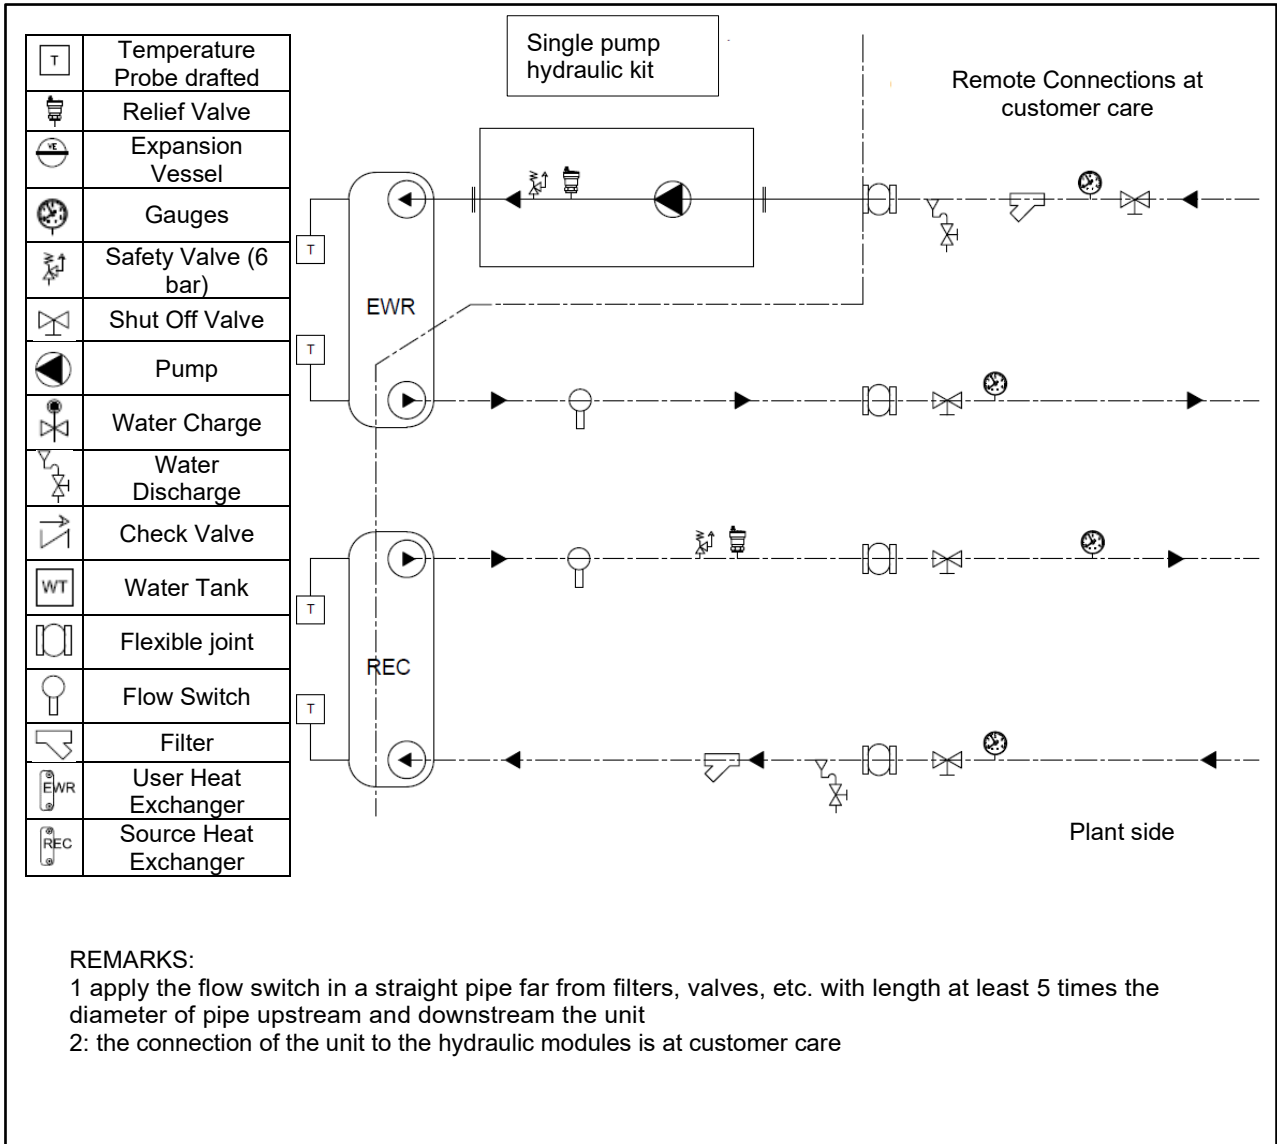 T
Temperature
Probe drafted
Relief Valve
VE
Expansion
Vessel
Gauges
Safety Valve (6
bar)
Shut Off Valve
Pump
Water Charge
Water
Discharge
Check Valve
WT
Water Tank
Flexible joint
Flow Switch
Filter
EWR
User Heat
Exchanger
REC
Source Heat
Exchanger
Single pump
hydraulic kit
Remote Connections at
customer care
T
EWR
T
T
REC
T
Plant side
REMARKS:
1 apply the flow switch in a straight pipe far from filters, valves, etc. with length at least 5 times the
diameter of pipe upstream and downstream the unit
2: the connection of the unit to the hydraulic modules is at customer care